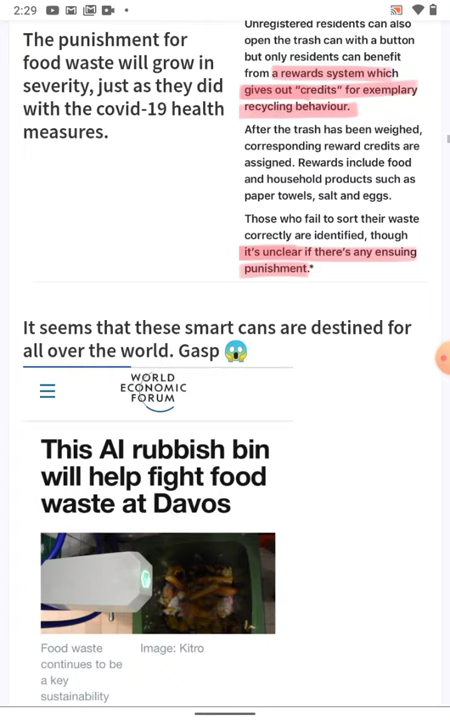 2:29
The punishment for
food waste will grow in
severity, just as they did
with the covid-19 health
measures.
Unregistered residents can also
open the trash can with a button
but only residents can benefit
from a rewards system which
gives out “credits” for exemplary
recycling behaviour.
After the trash has been weighed,
corresponding reward credits are
assigned. Rewards include food
and household products such as
paper towels, salt and eggs.
Those who fail to sort their waste
correctly are identified, though
it’s unclear if there’s any ensuing
punishment.*
It seems that these smart cans are destined for
all over the world. Gasp 😱
WORLD
ECONOMIC
FORUM
This AI rubbish bin
will help fight food
waste at Davos
Food waste
continues to be
a key
sustainability
Image: Kitro